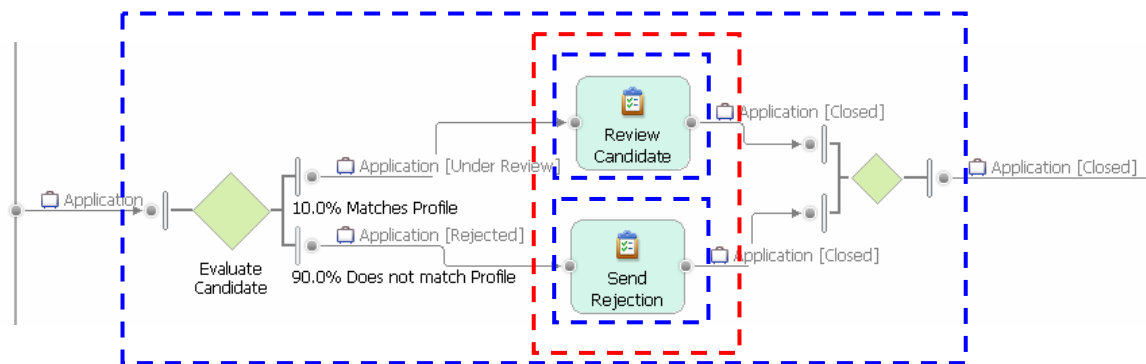 Application
Evaluate
Candidate
Application [Under Review]
10.0% Matches Profile
Application [Rejected]
90.0% Does not match Profile
Review
Candidate
Send
Rejection
Application [Closed]
Application [Closed]
Application [Closed]